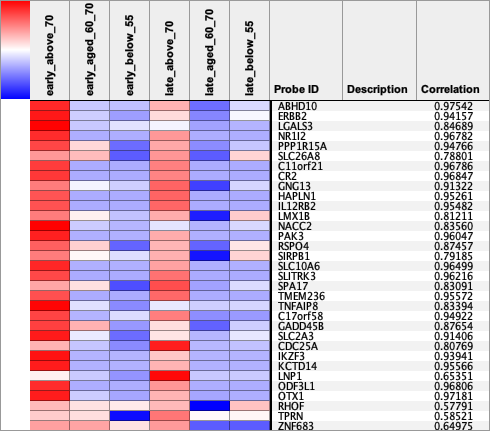 early_above_70
early_aged_60_70
early_below_55
late_above_70
late_aged_60_70
late_below_55
Probe ID Description Correlation
ABHD10 0.97542
ERBB2 0.94157
LGALS3 0.84689
NR1I2 0.96782
PPP1R15A 0.94766
SLC26A8 0.78801
C11orf21 0.96786
CR2 0.96847
GNG13 0.91322
HAPLN1 0.95261
IL12RB2 0.95482
LMX1B 0.81211
NACC2 0.83560
PAK3 0.96047
RSPO4 0.87457
SIRPB1 0.79185
SLC10A6 0.96499
SLITRK3 0.96216
SPA17 0.83091
TMEM236 0.95572
TNFAIP8 0.83394
C17orf58 0.94922
GADD45B 0.87654
SLC2A3 0.91406
CDC25A 0.80769
IKZF3 0.93941
KCTD14 0.95566
LNP1 0.65351
ODF3L1 0.96806
OTX1 0.97181
RHOF 0.57791
TPRN 0.58521
ZNF683 0.64975